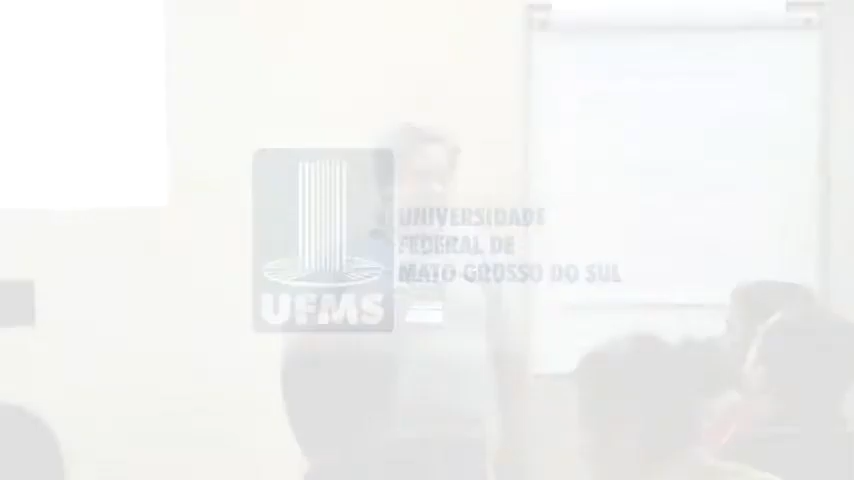 UFMS
UNIVERSIDADE
FEDERAL DE
MATO GROSSO DO SUL